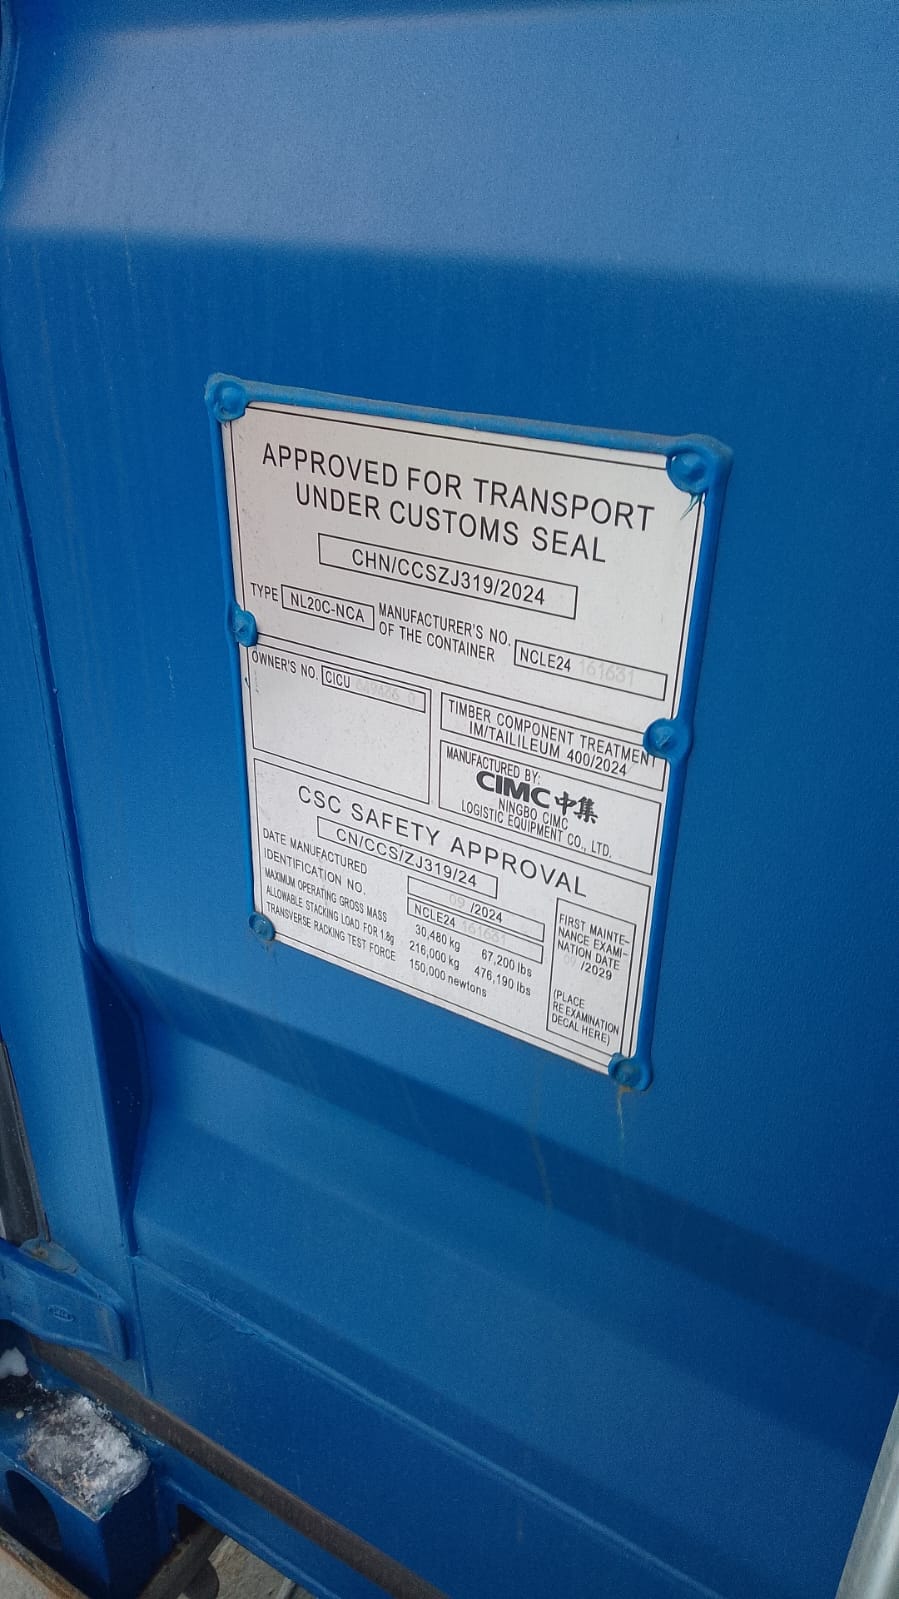 APPROVED FOR TRANSPORT
UNDER CUSTOMS SEAL
CHN/CCSZJ319/2024
TYPE NL20C-NCA MANUFACTURER'S NO. OF THE CONTAINER NCLE24 161631
OWNER'S NO. CICU
TIMBER COMPONENT TREATMENT
IM/TAILILEUM 400/2024
MANUFACTURED BY:
CIMC 中集
NINGBO CIMC
LOGISTIC EQUIPMENT CO., LTD.
CSC SAFETY APPROVAL
CN/CCS/ZJ319/24
DATE MANUFACTURED 09 /2024
IDENTIFICATION NO. NCLE24 161631
MAXIMUM OPERATING GROSS MASS 30,480 kg 67,200 lbs
ALLOWABLE STACKING LOAD FOR 1.8g 216,000 kg 476,190 lbs
TRANSVERSE RACKING TEST FORCE 150,000 newtons
FIRST MAINTE-
NANCE EXAMI-
NATION DATE
/2029
(PLACE
REEXAMINATION
DECAL HERE)